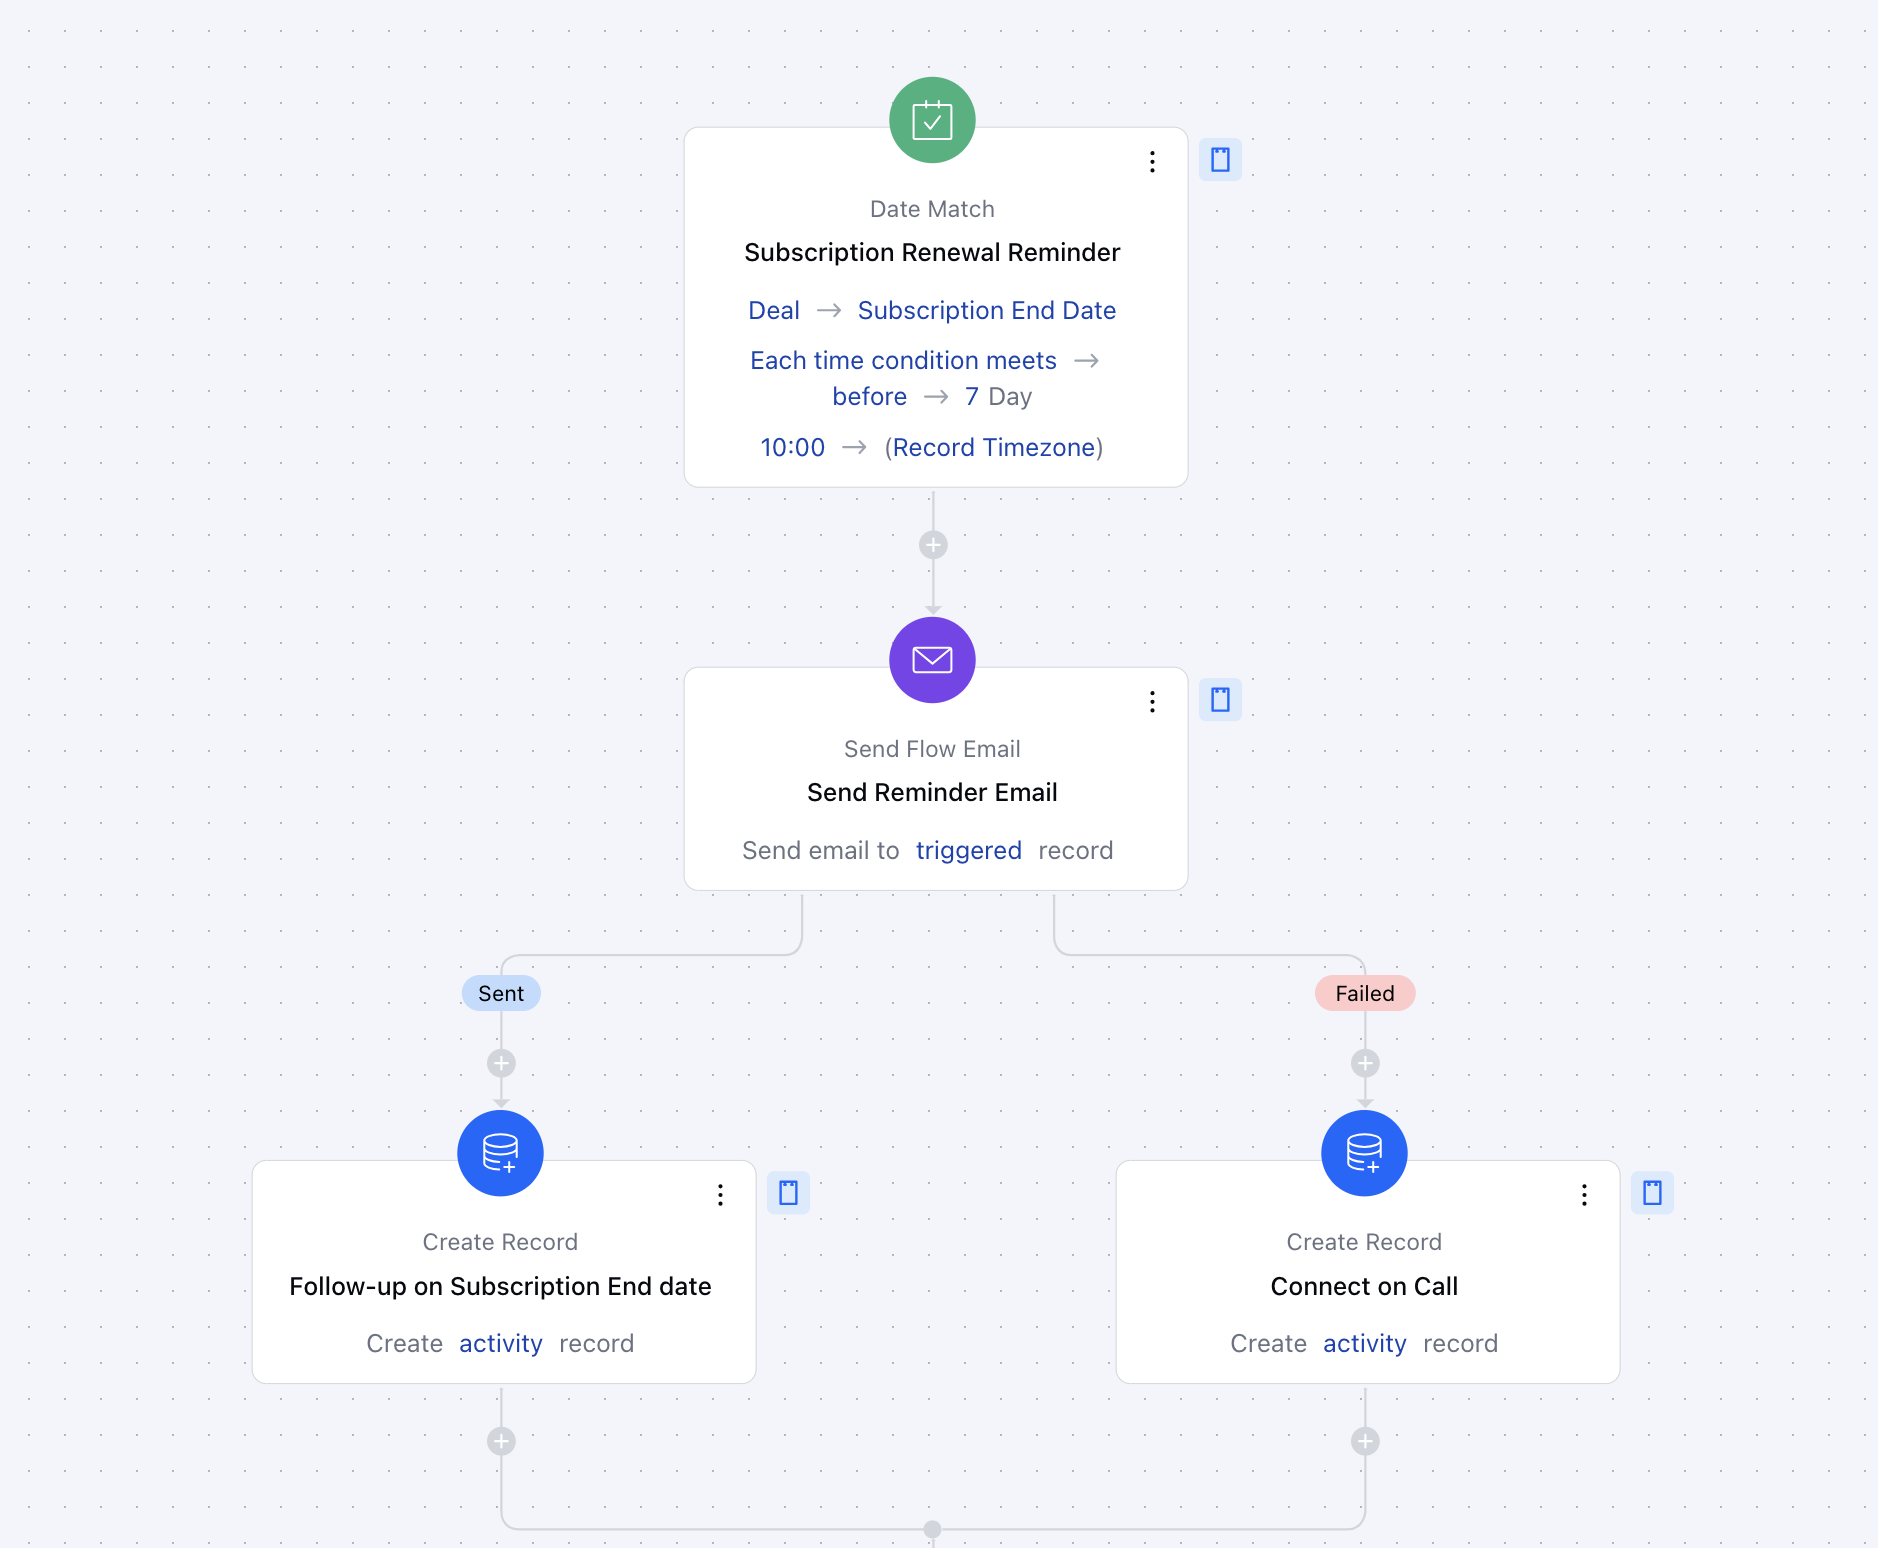 Date Match
Subscription Renewal Reminder
Deal → Subscription End Date
Each time condition meets →
before → 7 Day
10:00 → (Record Timezone)
Send Flow Email
Send Reminder Email
Send email to triggered record
Sent
Failed
Create Record
Follow-up on Subscription End date
Create activity record
Create Record
Connect on Call
Create activity record